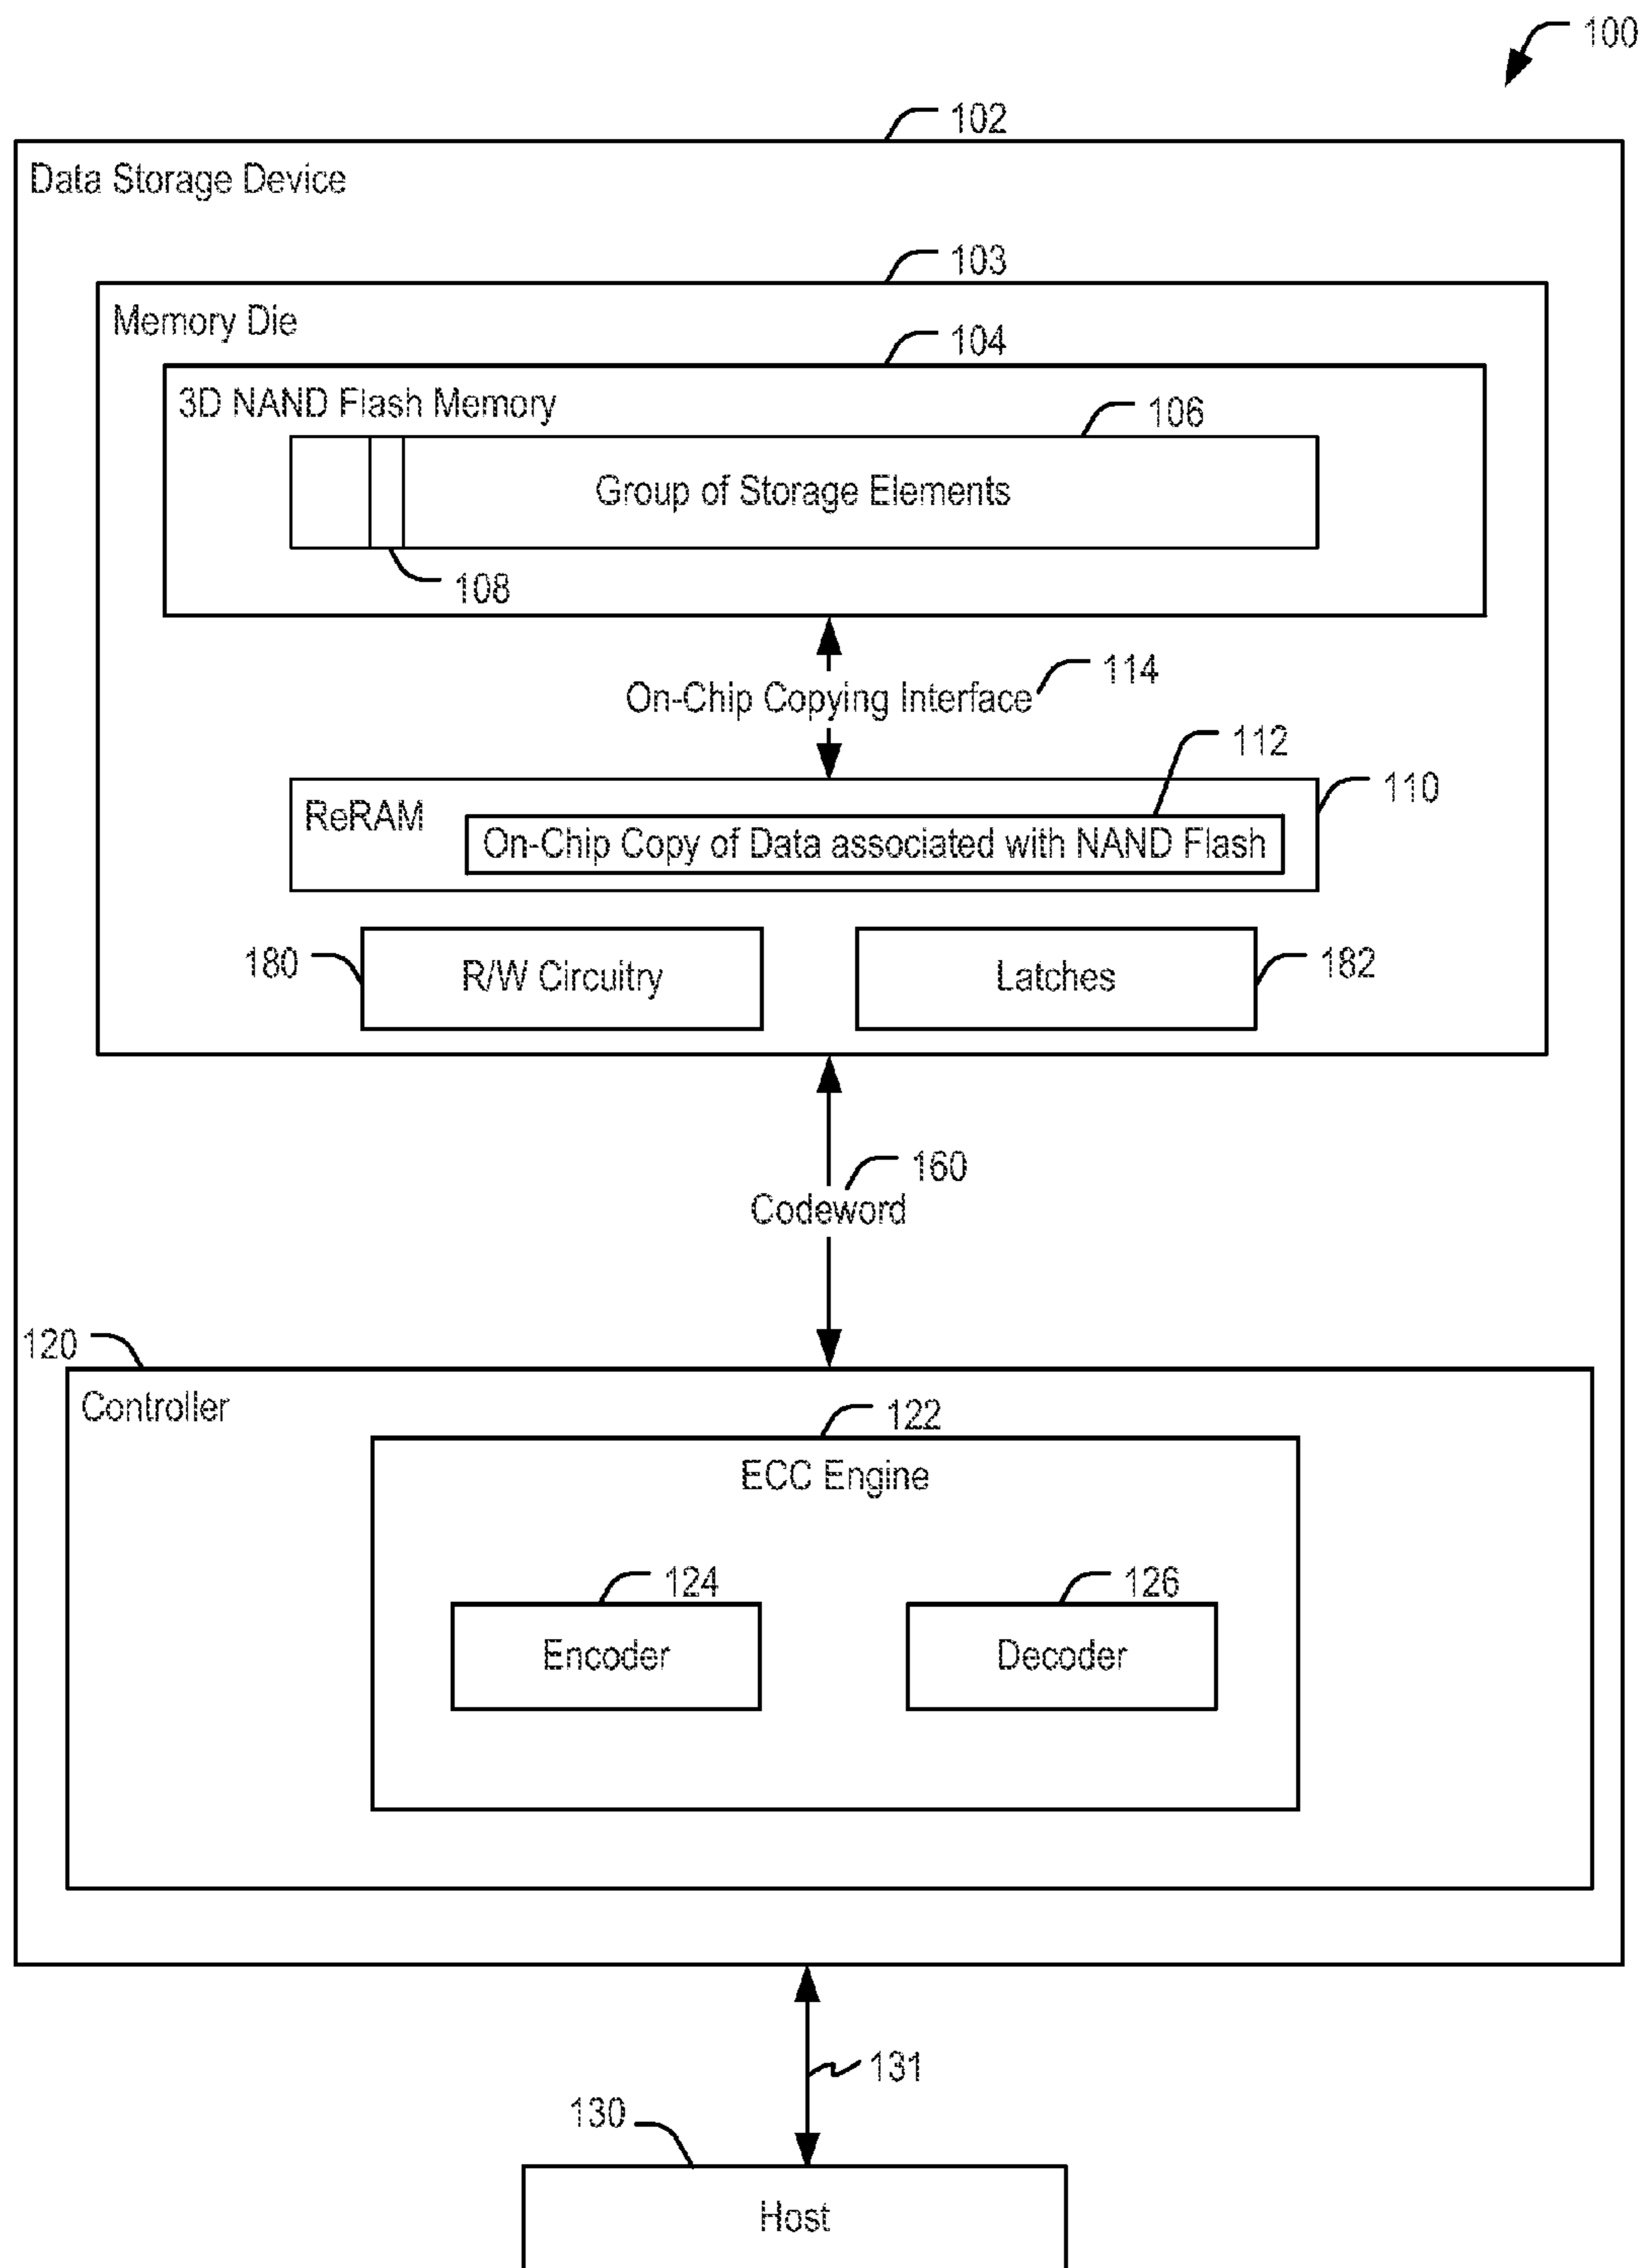 100
102
Data Storage Device
103
Memory Die
104
3D NAND Flash Memory
106
Group of Storage Elements
108
114
On-Chip Copying Interface
112
110
ReRAM
On-Chip Copy of Data associated with NAND Flash
180
R/W Circuitry
Latches
182
160
Codeword
120
Controller
122
ECC Engine
124
126
Encoder
Decoder
131
130
Host